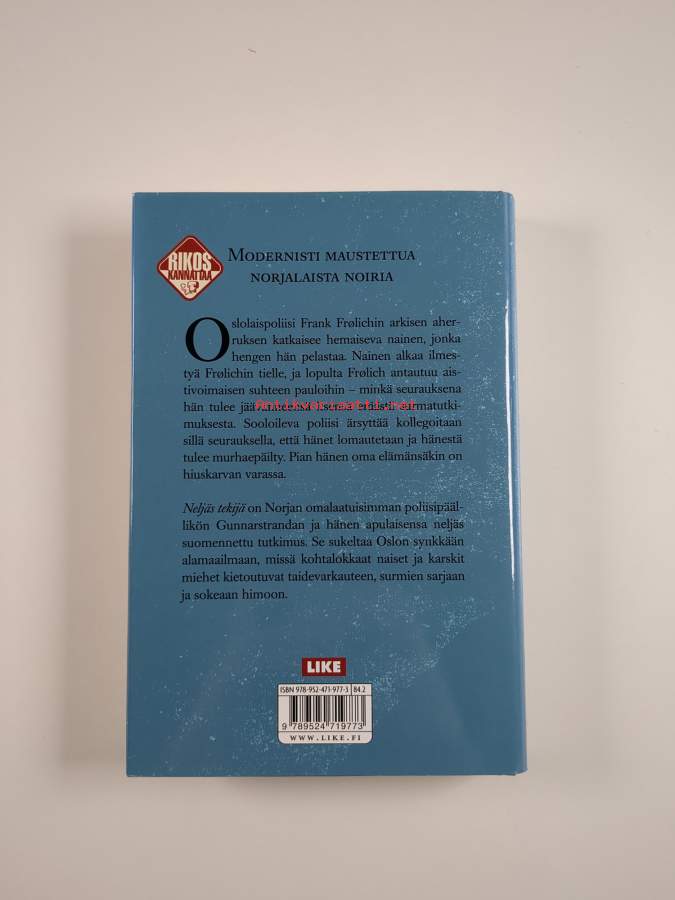 RIKOS
KANNATTAA
MODERNISTI MAUSTETTUA
NORJALAISTA NOIRIA
Oslolaispoliisi Frank Frølichin arkisen aher-
ruksen katkaisee hemaiseva nainen, jonka
hengen hän pelastaa. Nainen alkaa ilmes-
tyä Frølichin tielle, ja lopulta Frølich antautuu ais-
tivoimaisen suhteen pauloihin – minkä seurauksena
hän tulee
Antikvariaatti.net
muksesta. Sooloileva poliisi ärsyttää kollegoitaan
sillä seurauksella, että hänet lomautetaan ja hänestä
tulee murhaepäilty. Pian hänen oma elämänsäkin on
hiuskarvan varassa.
Neljäs tekijä on Norjan omalaatuisimman poliisipääl-
likön Gunnarstrandan ja hänen apulaisensa neljäs
suomennettu tutkimus. Se sukeltaa Oslon synkkään
alamaailmaan, missä kohtalokkaat naiset ja karskit
miehet kietoutuvat taidevarkauteen, surmien sarjaan
ja sokeaan himoon.
LIKE
ISBN 978-952-471-977-3 84.2
9 789524 719773
WWW.LIKE.FI